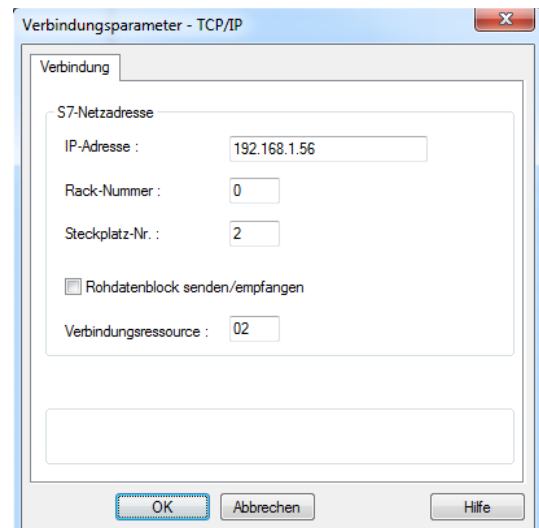 Verbindungsparameter - TCP/IP
Verbindung
S7-Netzadresse
IP-Adresse : 192.168.1.56
Rack-Nummer : 0
Steckplatz-Nr. : 2
Rohdatenblock senden/empfangen
Verbindungsressource : 02
OK Abbrechen Hilfe